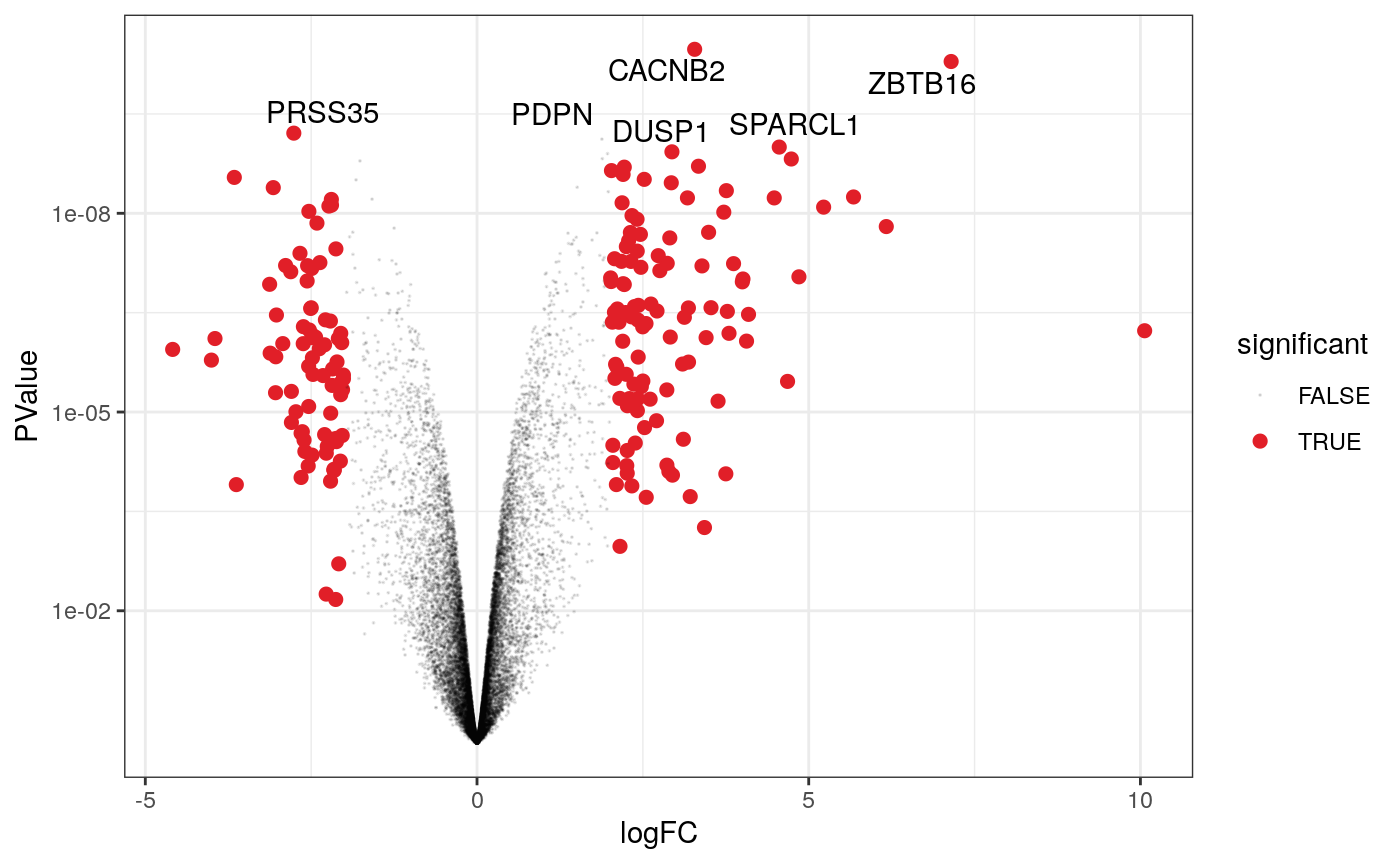 CACNB2
ZBTB16
PRSS35
PDPN
DUSP1
SPARCL1
1e-08
1e-05
1e-02
PValue
-5
0
5
10
logFC
significant
FALSE
TRUE